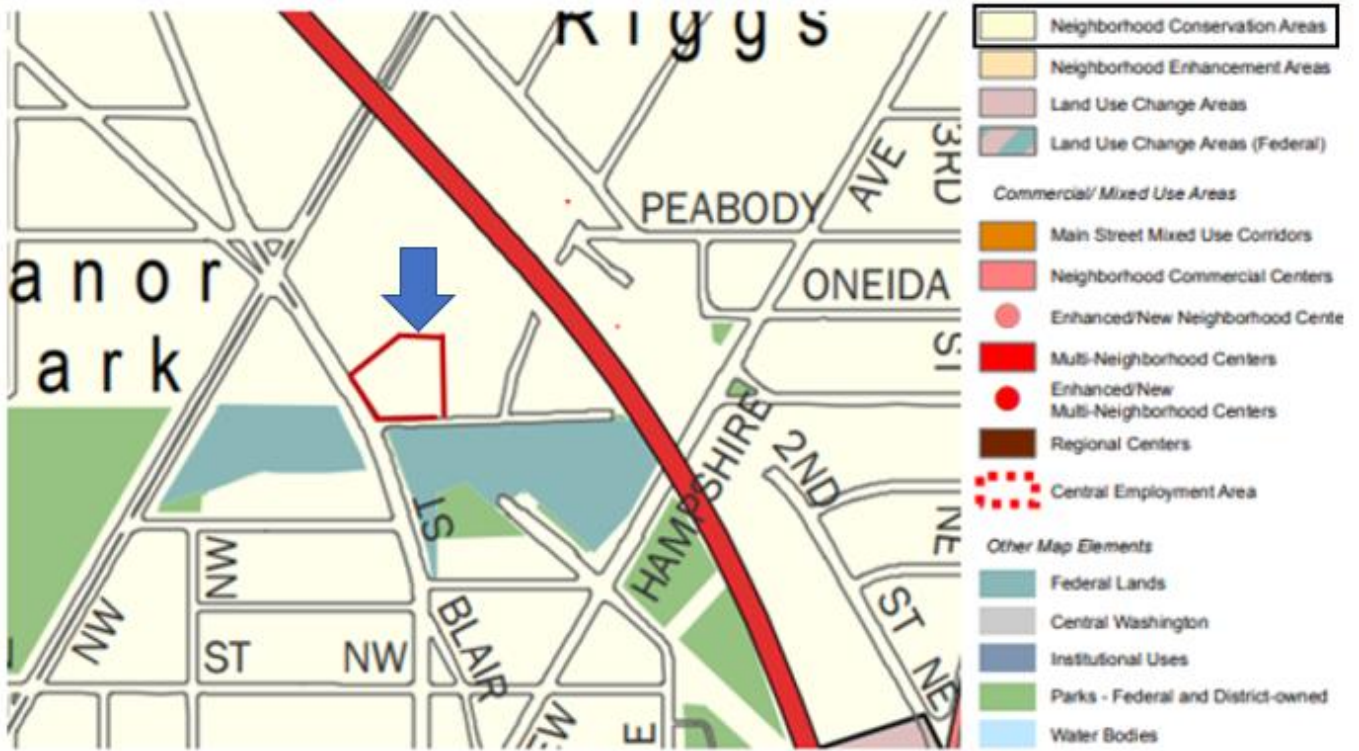 Riggs
PEABODY
AVE
3RD
anor
ONEIDA
ark
ST
HAMPSHIRE
2ND
ST
NE
NW
NW
BLAIR
ST
NE
ST NW
E
Neighborhood Conservation Areas
Neighborhood Enhancement Areas
Land Use Change Areas
Land Use Change Areas (Federal)
Commercial/ Mixed Use Areas
Main Street Mixed Use Corridors
Neighborhood Commercial Centers
Enhanced/New Neighborhood Cente
Multi-Neighborhood Centers
Enhanced/New
Multi-Neighborhood Centers
Regional Centers
Central Employment Area
Other Map Elements
Federal Lands
Central Washington
Institutional Uses
Parks - Federal and District-owned
Water Bodies